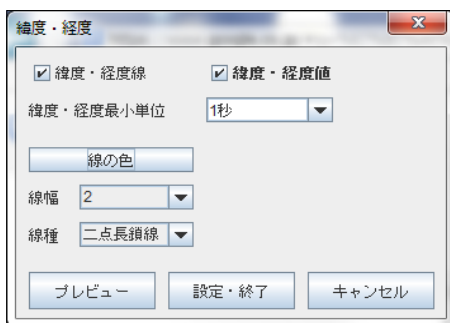 緯度・経度
緯度・経度線 緯度・経度値
緯度・経度最小単位 1秒
線の色
線幅 2
線種 二点長鎖線
プレビュー 設定・終了 キャンセル